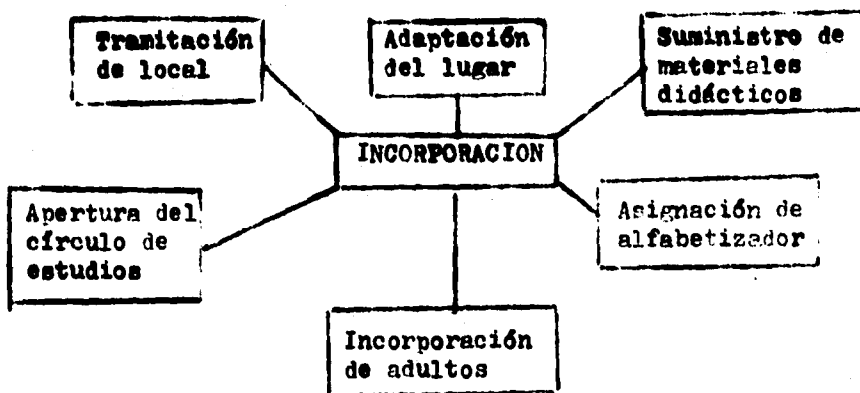 Tramitación
de local
Adaptación
del lugar
Suministro de
materiales
didácticos
INCORPORACION
Apertura del
círculo de
estudios
Asignación de
alfabetizador
Incorporación
de adultos